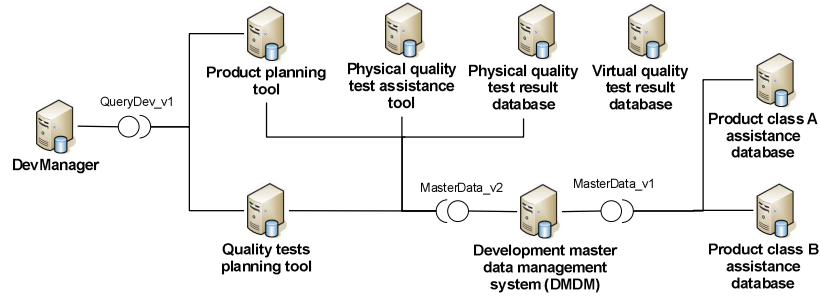 Product planning
tool
Physical quality
test assistance
tool
Physical quality
test result
database
Virtual quality
test result
database
QueryDev_v1
DevManager
Product class A
assistance
database
MasterData_v2
MasterData_v1
Quality tests
planning tool
Development master
data management
system (DMDM)
Product class B
assistance
database